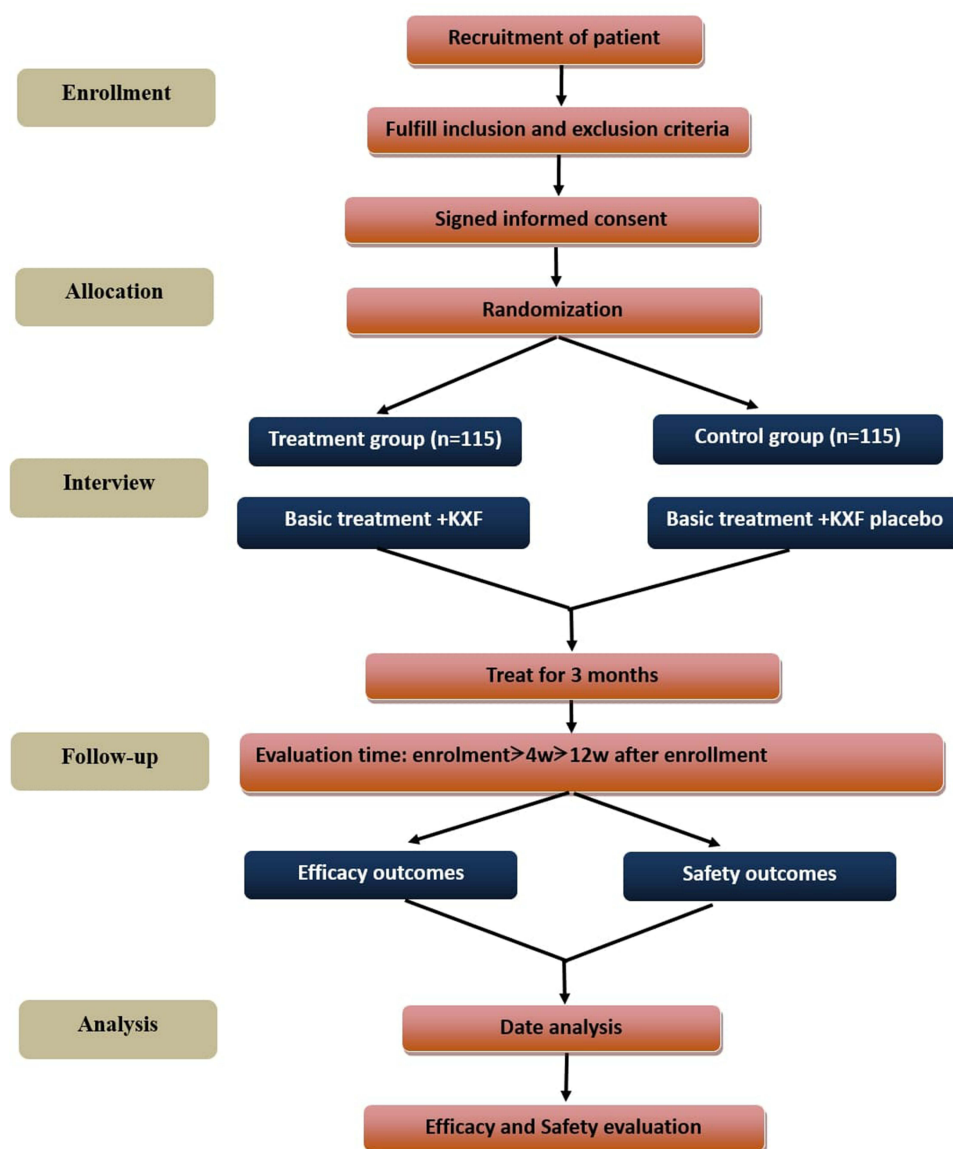 Recruitment of patient
Enrollment
Fulfill inclusion and exclusion criteria
Signed informed consent
Allocation
Randomization
Treatment group (n=115)
Control group (n=115)
Interview
Basic treatment +KXF
Basic treatment +KXF placebo
Treat for 3 months
Follow-up
Evaluation time: enrolment⩾4w⩾12w after enrollment
Efficacy outcomes
Safety outcomes
Analysis
Date analysis
Efficacy and Safety evaluation